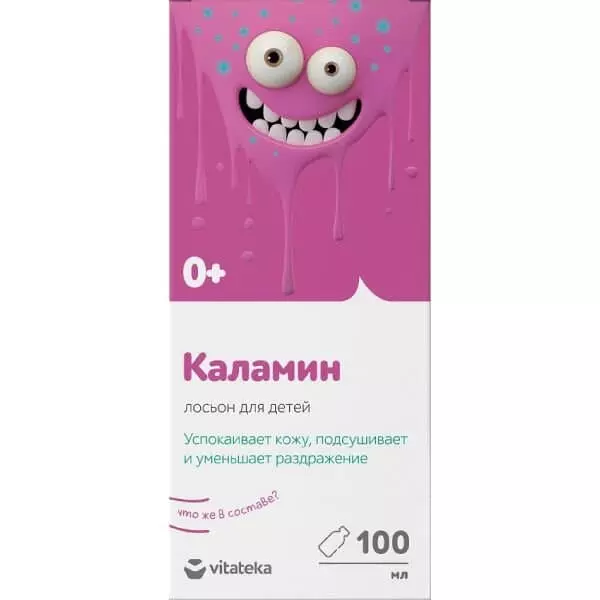 0+
Каламин
лосьон для детей
Успокаивает кожу, подсушивает
и уменьшает раздражение
что же в составе?
100
мл
vitateka